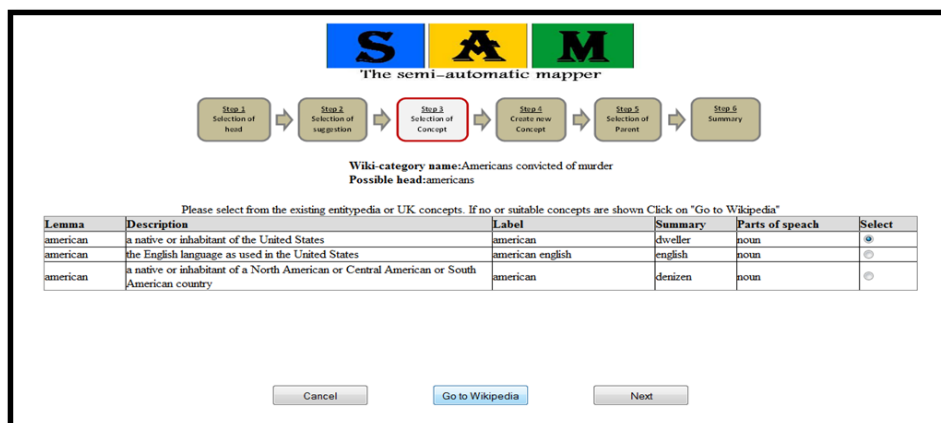 S A M
The semi-automatic mapper
Step 1 Selection of head
Step 2 Selection of suggestion
Step 3 Selection of Concept
Step 4 Create new Concept
Step 5 Selection of Parent
Step 6 Summary
Wiki-category name:Americans convicted of murder
Possible head:americans
Please select from the existing entitypedia or UK concepts. If no or suitable concepts are shown Click on "Go to Wikipedia"
Lemma Description Label Summary Parts of speach Select
american a native or inhabitant of the United States american dweller noun
american the English language as used in the United States american english english noun
american a native or inhabitant of a North American or Central American or South American country american denizen noun
Cancel Go to Wikipedia Next